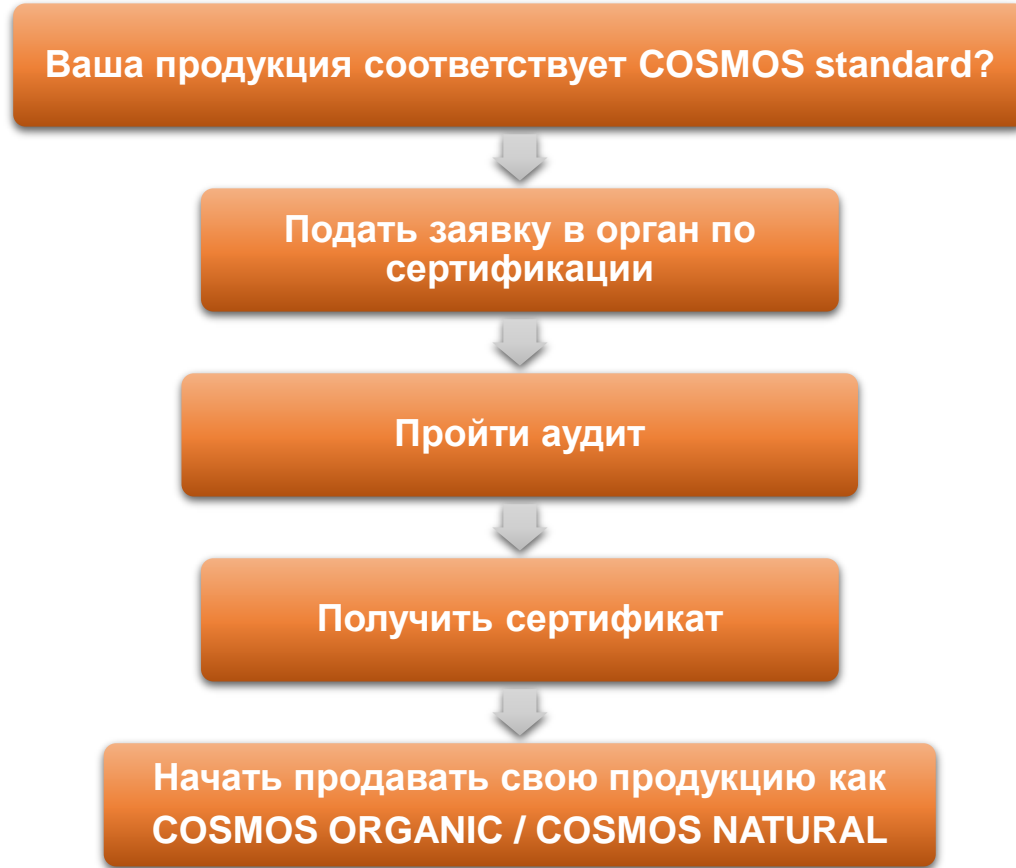 Ваша продукция соответствует COSMOS standard?
Подать заявку в орган по
сертификации
Пройти аудит
Получить сертификат
Начать продавать свою продукцию как
COSMOS ORGANIC / COSMOS NATURAL